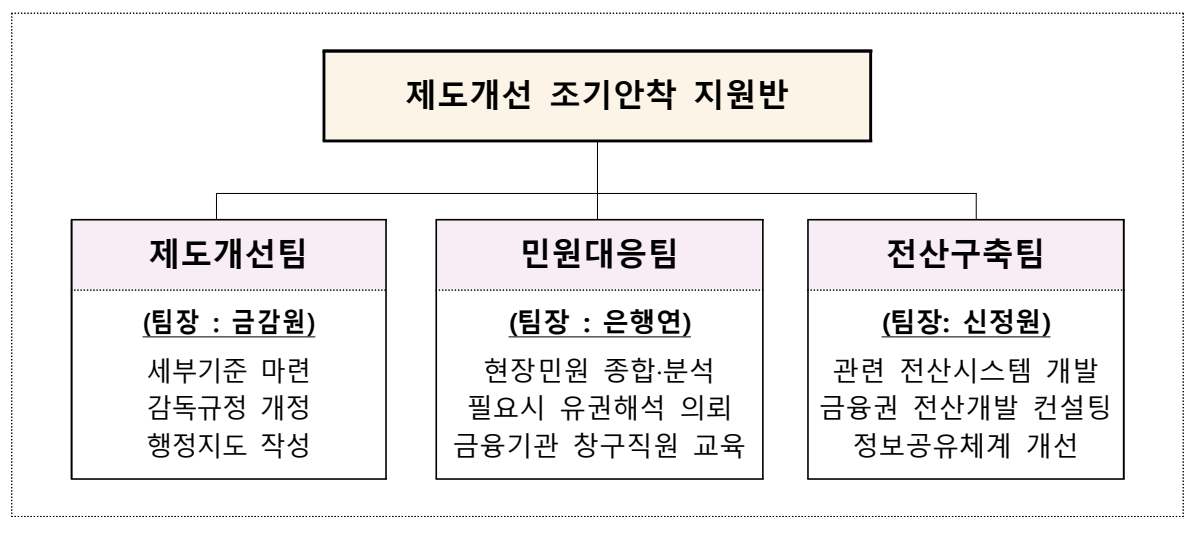 제도개선 조기안착 지원반
제도개선팀
(팀장 : 금감원)
세부기준 마련
감독규정 개정
행정지도 작성
민원대응팀
(팀장 : 은행연)
현장민원 종합·분석
필요시 유권해석 의뢰
금융기관 창구직원 교육
전산구축팀
(팀장: 신정원)
관련 전산시스템 개발
금융권 전산개발 컨설팅
정보공유체계 개선